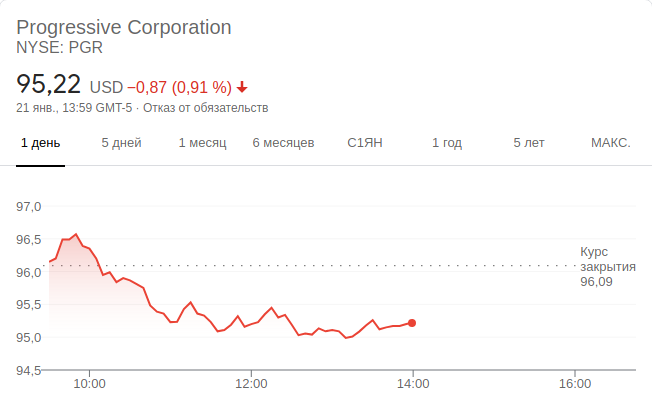 Progressive Corporation
NYSE: PGR
95,22 USD −0,87 (0,91 %)
21 янв., 13:59 GMT-5 · Отказ от обязательств
1 день 5 дней 1 месяц 6 месяцев С1ЯН 1 год 5 лет МАКС.
97,0
96,5
96,0
95,5
95,0
94,5
Курс
закрытия
96,09
10:00 12:00 14:00 16:00